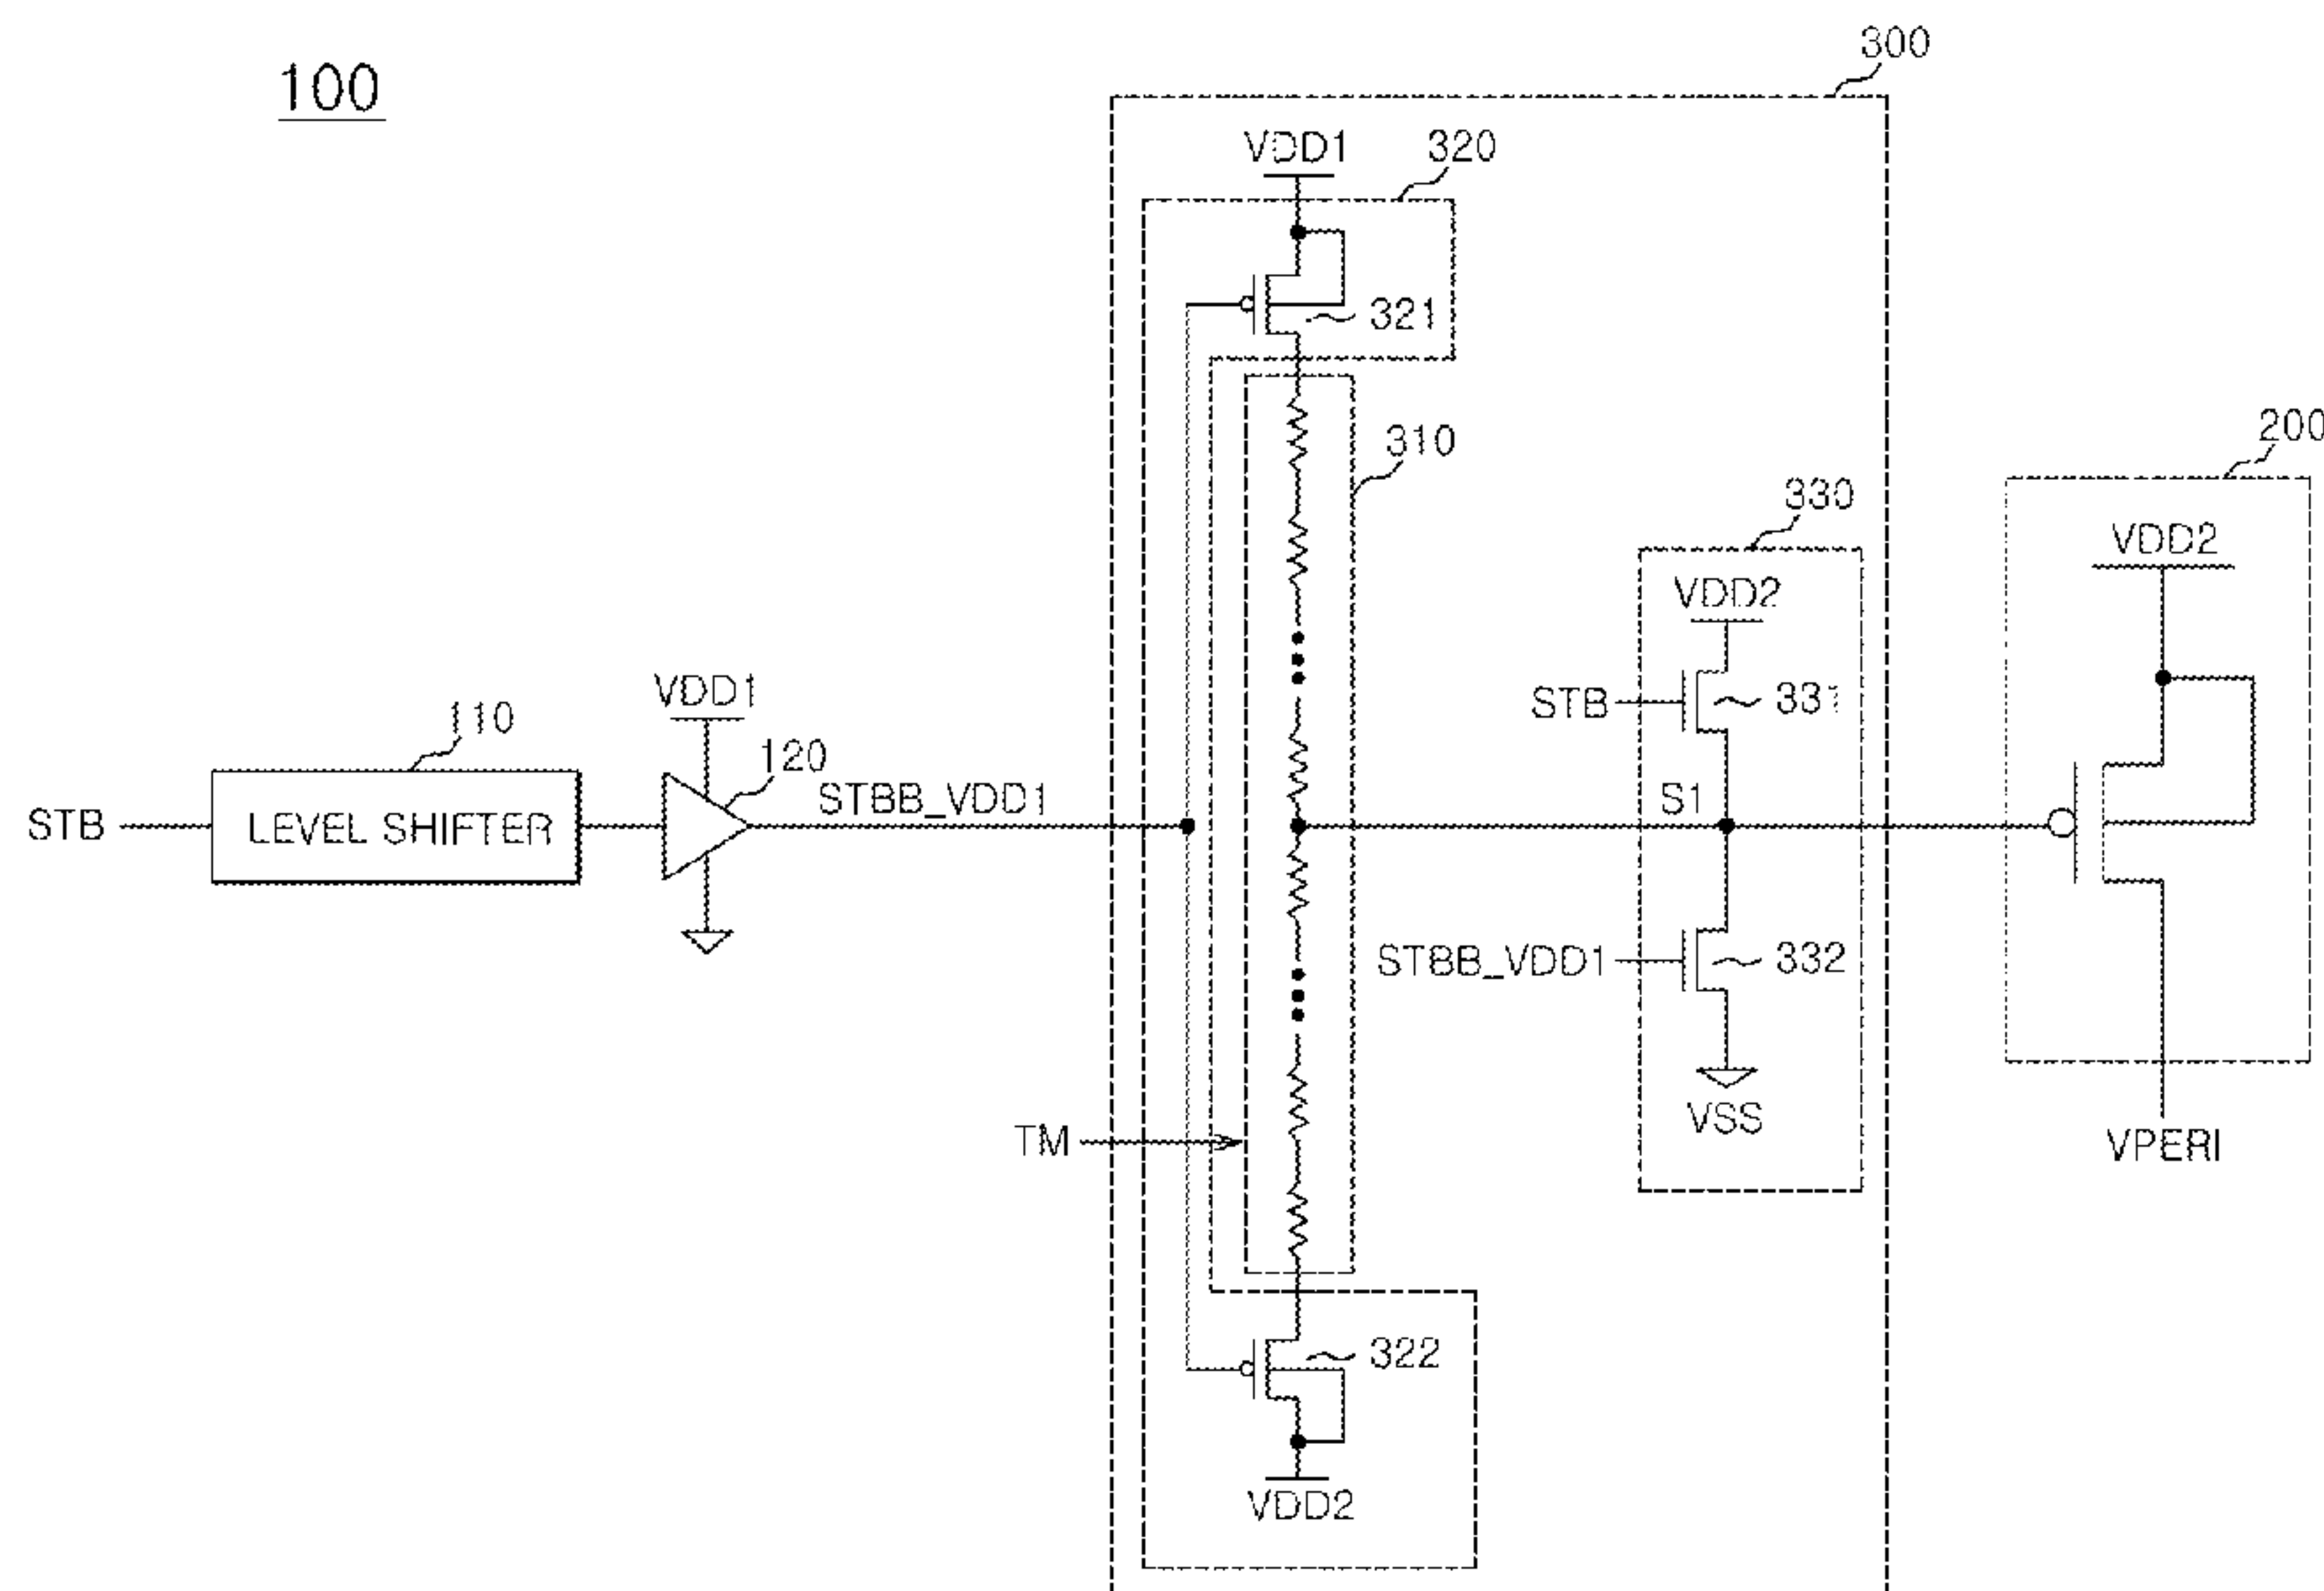 100
300
VDD1
320
321
310
200
330
VDD2
VDD2
STB
331
VDD1
110
120
STBB_VDD1
S1
STB
LEVEL SHIFTER
STBB_VDD1
332
TM
VSS
VPERI
322
VDD2